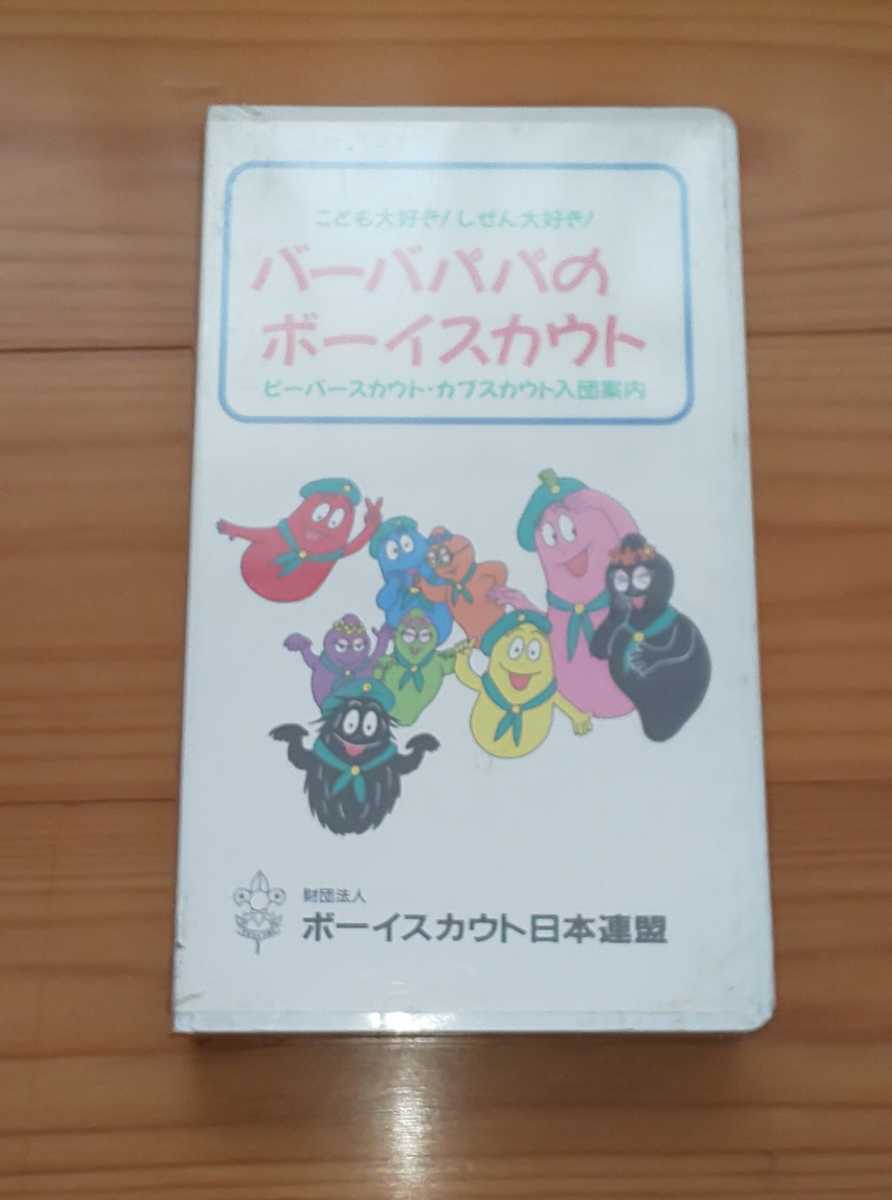 こども大好き!しぜん大好き!
バーバパパの
ボーイスカウト
ビーバースカウト・カブスカウト入団案内
財団法人
ボーイスカウト日本連盟